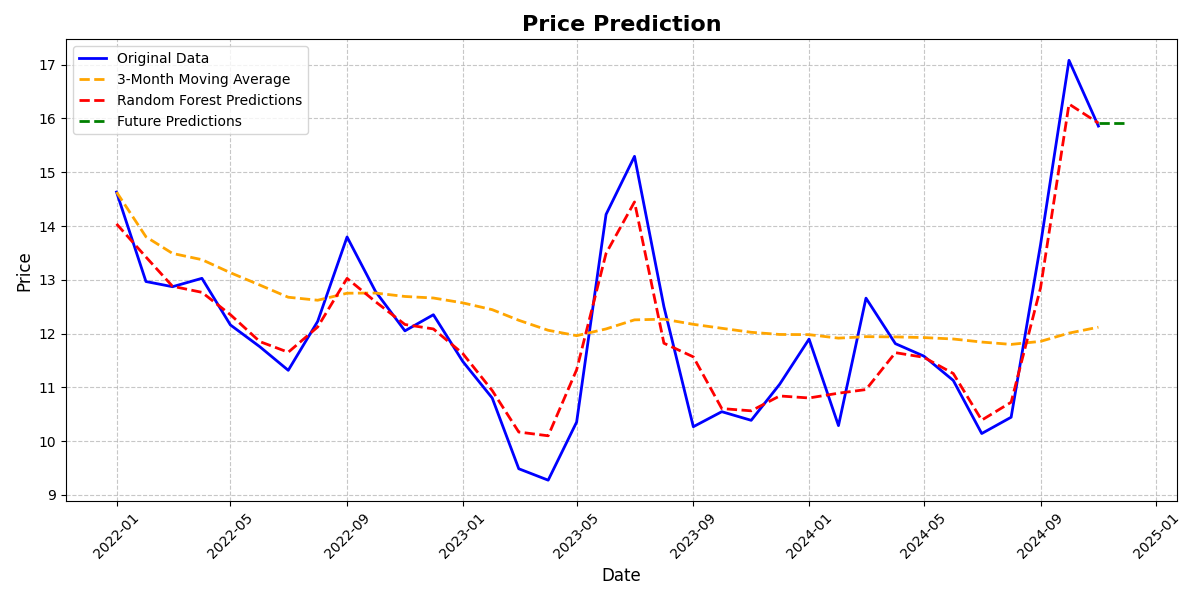 Price Prediction
Original Data
3-Month Moving Average
Random Forest Predictions
Future Predictions
Price
17
16
15
14
13
12
11
10
9
2022-01
2022-05
2022-09
2023-01
2023-05
2023-09
2024-01
2024-05
2024-09
2025-01
Date